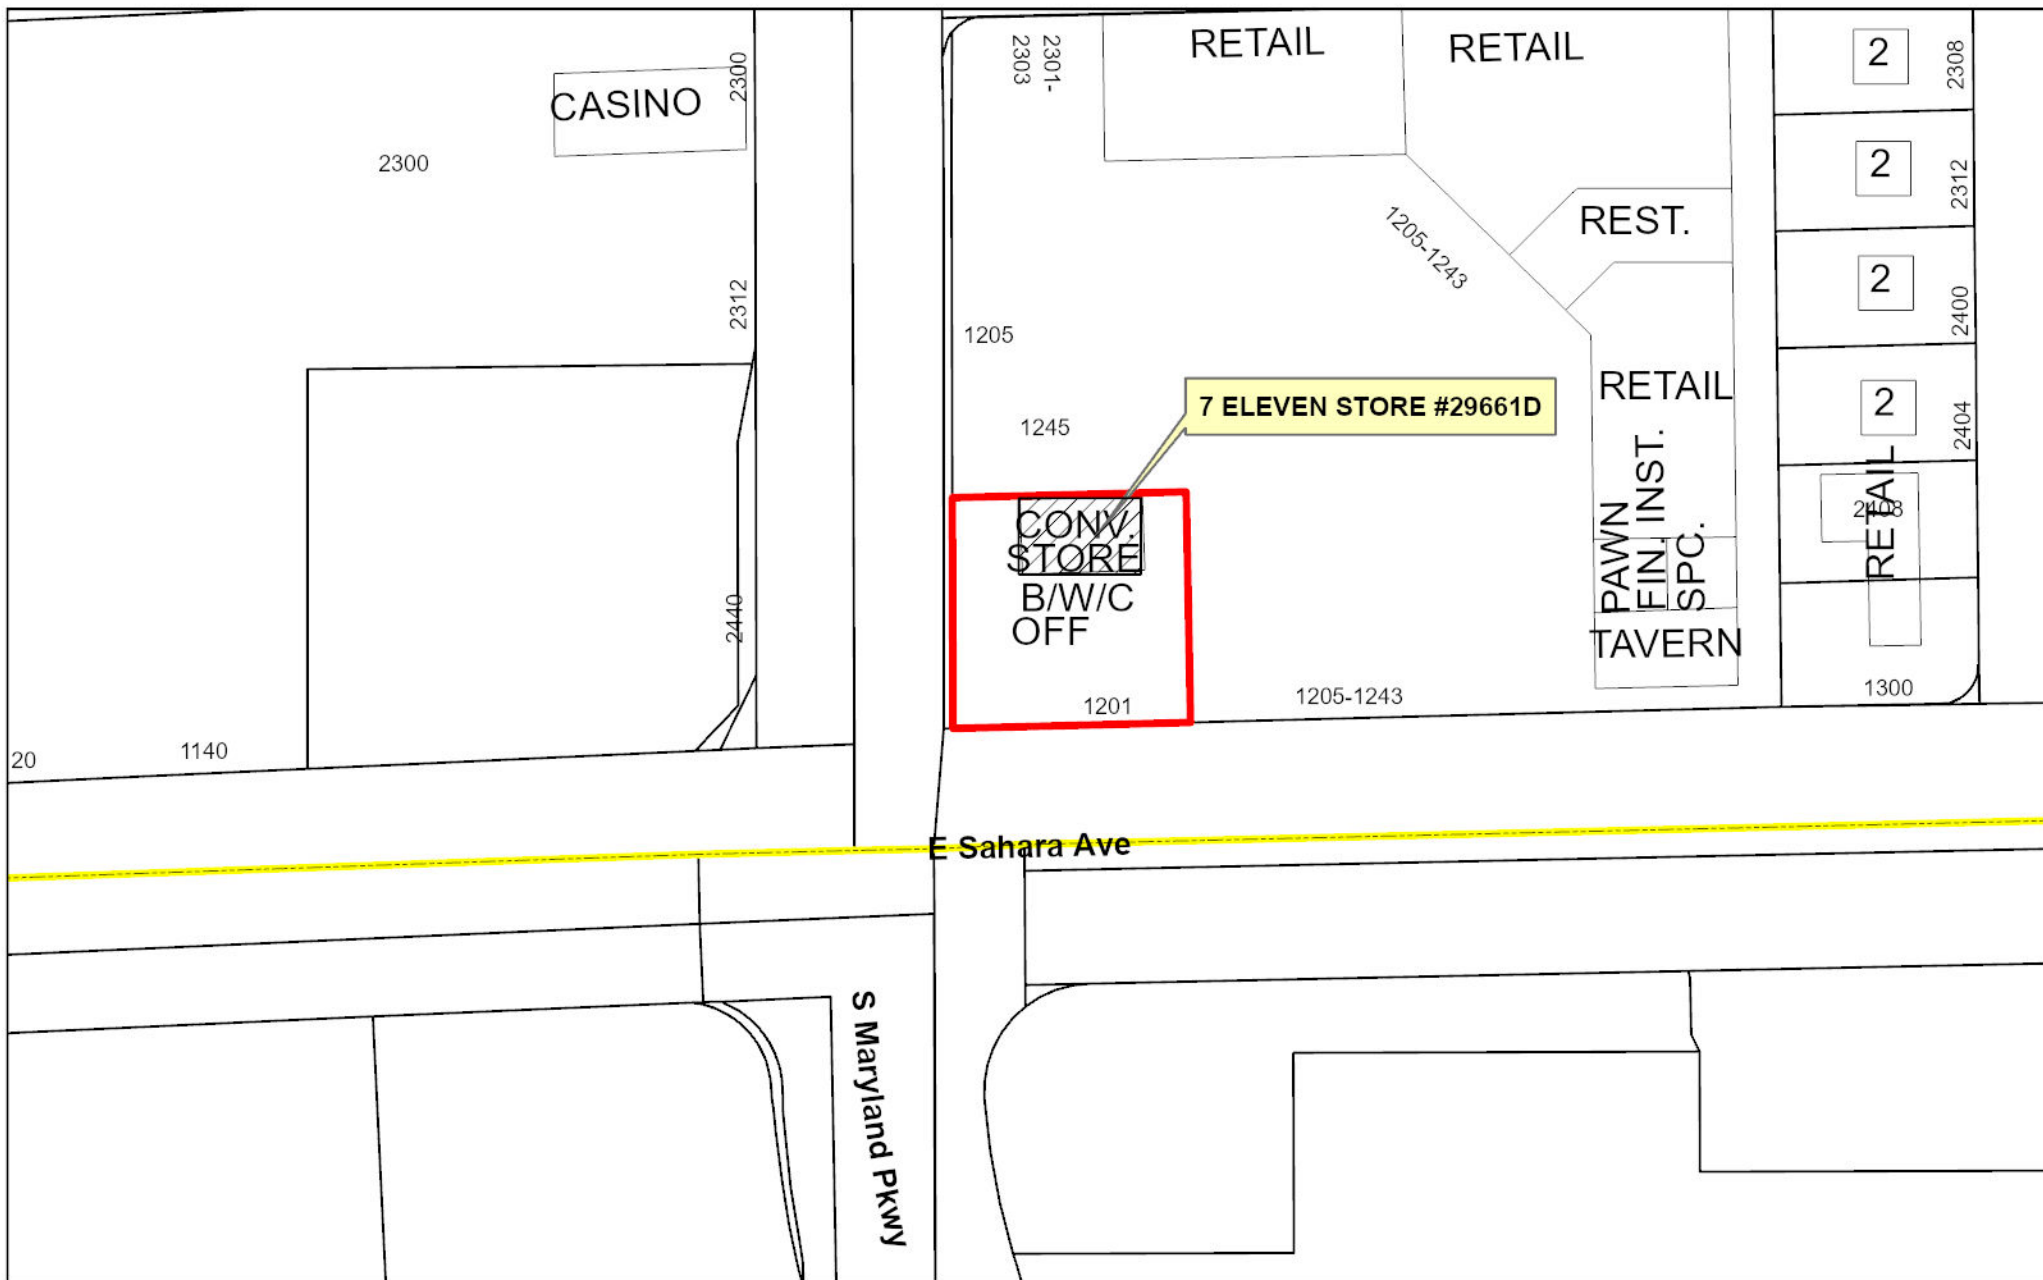 RETAIL
RETAIL
2
2308
2301-
2303
2300
CASINO
2300
2
2312
REST.
1205-1243
2
2400
2312
1205
RETAIL
2
2404
7 ELEVEN STORE #29661D
1245
CONV.
STORE
B/W/C
OFF
1201
PAWN
FIN. INST.
SPC.
TAVERN
RETAIL
2408
2440
1205-1243
1300
20
1140
E Sahara Ave
S Maryland Pkwy